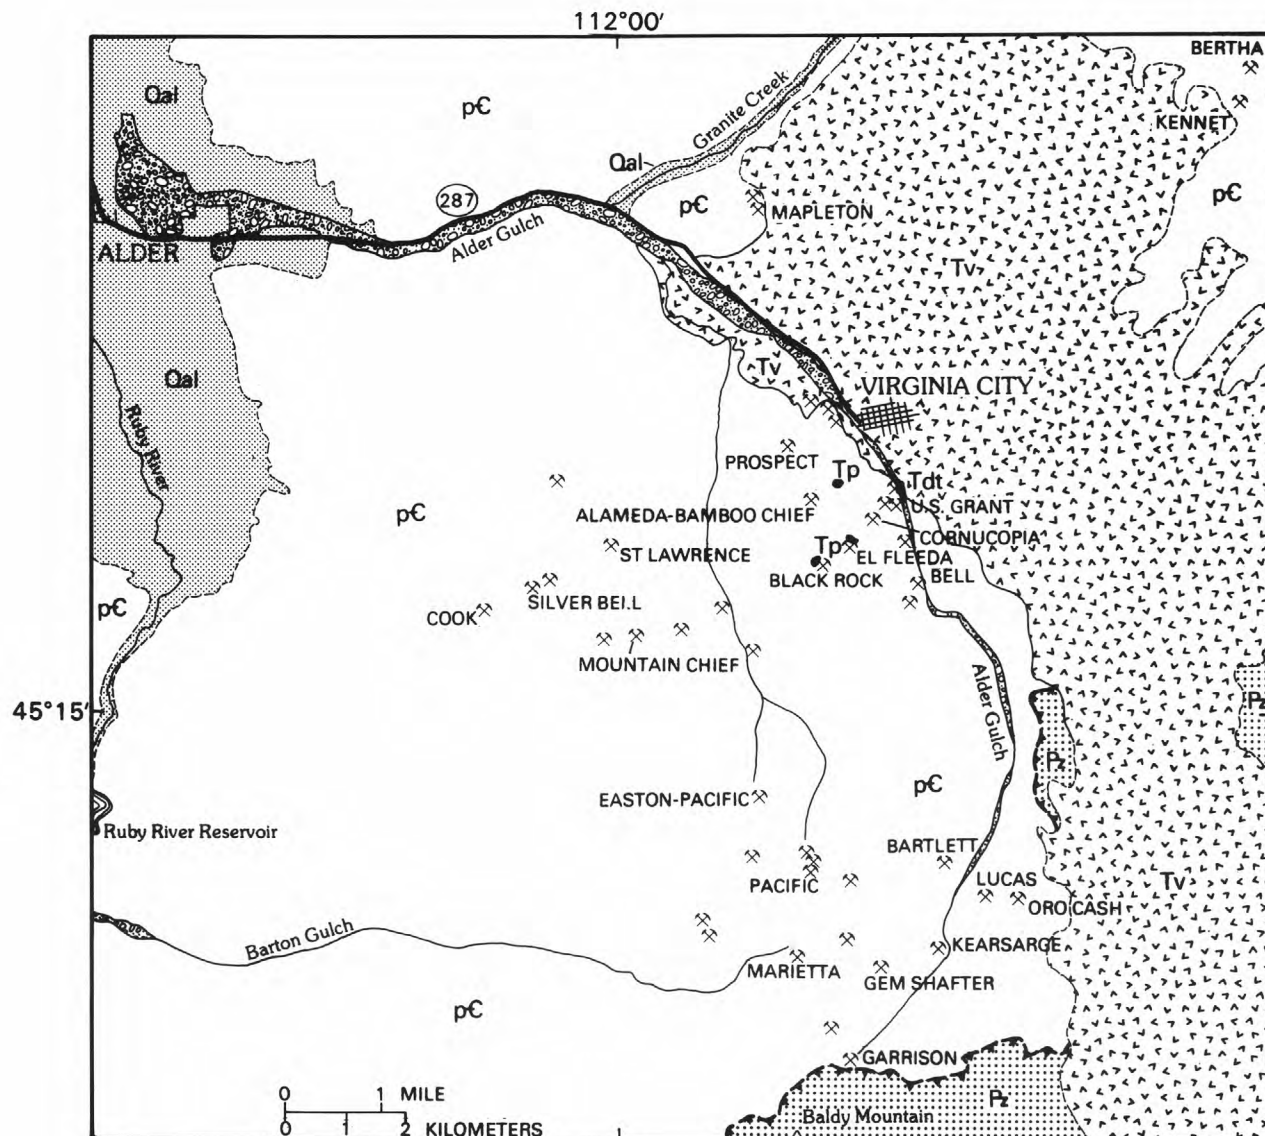 112°00′
BERTHA
Qal
p€
Granite Creek
KENNET
Qal
p€
287
p€
MAPLETON
Alder Gulch
ALDER
Tv
Qal
Tv
VIRGINIA CITY
Ruby River
PROSPECT
Tp
Tdt
p€
ALAMEDA-BAMBOO CHIEF
U.S. GRANT
CORNUCOPIA
ST LAWRENCE
Tp
EL FLEEDA
BLACK ROCK
BELL
p€
SILVER BELL
COOK
MOUNTAIN CHIEF
Alder Gulch
45°15′
Pz
Pz
p€
EASTON-PACIFIC
Ruby River Reservoir
BARTLETT
LUCAS
Tv
PACIFIC
ORO CASH
Barton Gulch
KEARSARGE
MARIETTA
GEM SHAFTER
p€
GARRISON
0 1 MILE
Pz
Baldy Mountain
0 1 2 KILOMETERS